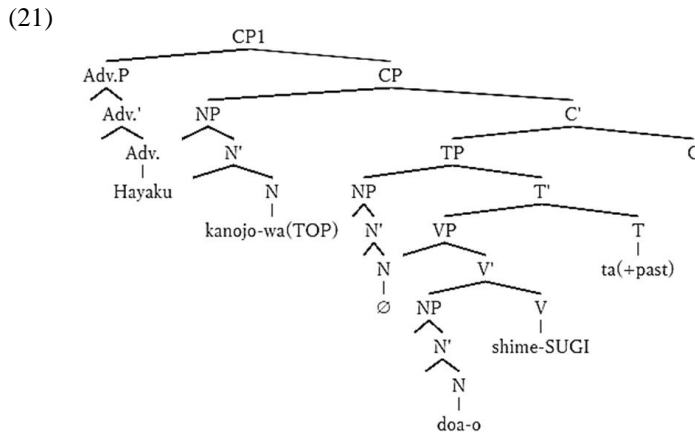 (21)
CP1
Adv.P CP
Adv.' NP C'
Adv. N' TP C
Hayaku N NP T'
kanojo-wa(TOP) N' VP T
N V' ta(+past)
∅ NP V
N' shime-SUGI
N
doa-o